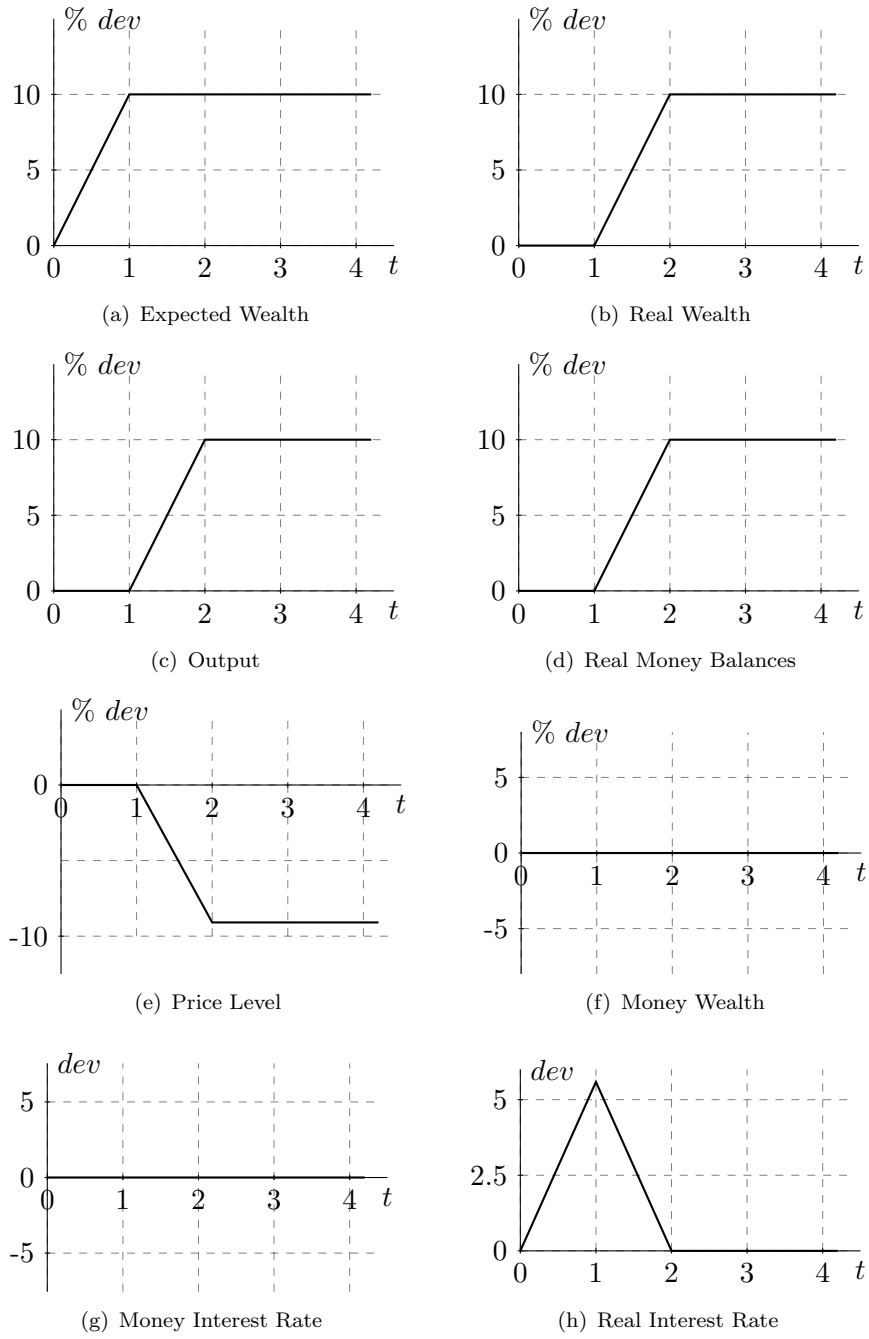 % dev
10
5
0
0 1 2 3 4 t
(a) Expected Wealth
% dev
10
5
0
0 1 2 3 4 t
(b) Real Wealth
% dev
10
5
0
0 1 2 3 4 t
(c) Output
% dev
10
5
0
0 1 2 3 4 t
(d) Real Money Balances
% dev
0
0 1 2 3 4 t
-10
(e) Price Level
% dev
5
0
0 1 2 3 4 t
-5
(f) Money Wealth
dev
5
0
0 1 2 3 4 t
-5
(g) Money Interest Rate
dev
5
2.5
0
0 1 2 3 4 t
(h) Real Interest Rate